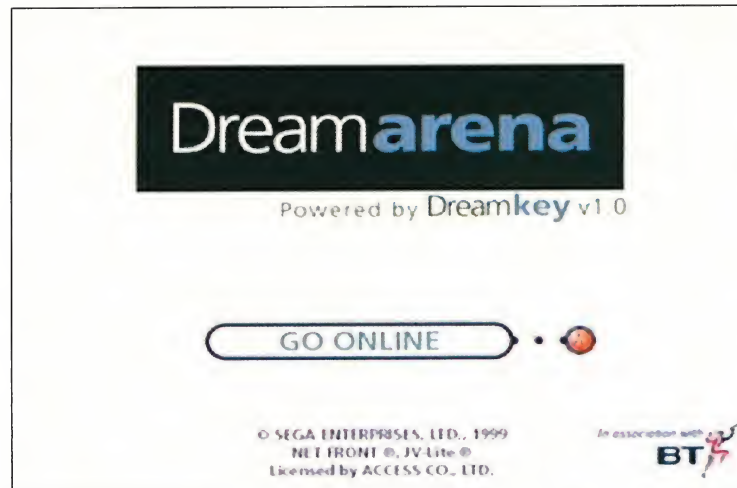 Dreamarena
Powered by Dreamkey v1.0
GO ONLINE
© SEGA ENTERPRISES, LTD., 1999
NET FRONT ®, JV-Lite ®
Licensed by ACCESS CO., LTD.
In association with
BT